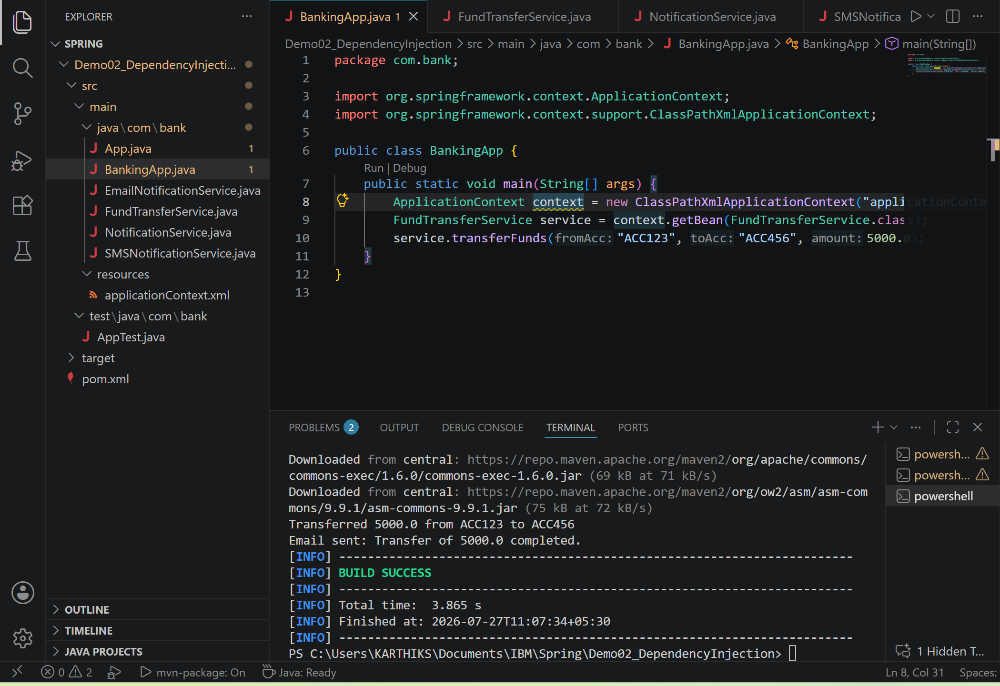 EXPLORER
SPRING
Demo02_DependencyInjecti...
src
main
java\com\bank
App.java 1
BankingApp.java 1
EmailNotificationService.java
FundTransferService.java
NotificationService.java
SMSNotificationService.java
resources
applicationContext.xml
test\java\com\bank
AppTest.java
target
pom.xml
OUTLINE
TIMELINE
JAVA PROJECTS
BankingApp.java 1
FundTransferService.java
NotificationService.java
SMSNotifica
Demo02_DependencyInjection > src > main > java > com > bank > BankingApp.java > BankingApp > main(String[])
1 package com.bank;
2
3 import org.springframework.context.ApplicationContext;
4 import org.springframework.context.support.ClassPathXmlApplicationContext;
5
6 public class BankingApp {
Run | Debug
7 public static void main(String[] args) {
8 ApplicationContext context = new ClassPathXmlApplicationContext("applicationConte
9 FundTransferService service = context.getBean(FundTransferService.class);
10 service.transferFunds(fromAcc: "ACC123", toAcc: "ACC456", amount: 5000.0);
11 }
12 }
13
PROBLEMS 2
OUTPUT
DEBUG CONSOLE
TERMINAL
PORTS
Downloaded from central: https://repo.maven.apache.org/maven2/org/apache/commons/
commons-exec/1.6.0/commons-exec-1.6.0.jar (69 kB at 71 kB/s)
Downloaded from central: https://repo.maven.apache.org/maven2/org/ow2/asm/asm-com
mons/9.9.1/asm-commons-9.9.1.jar (75 kB at 72 kB/s)
Transferred 5000.0 from ACC123 to ACC456
Email sent: Transfer of 5000.0 completed.
[INFO] ------------------------------------------------------------------------
[INFO] BUILD SUCCESS
[INFO] ------------------------------------------------------------------------
[INFO] Total time:  3.865 s
[INFO] Finished at: 2026-07-27T11:07:34+05:30
[INFO] ------------------------------------------------------------------------
PS C:\Users\KARTHIKS\Documents\IBM\Spring\Demo02_DependencyInjection>
powersh...
powersh...
powershell
1 Hidden T...
0 2
mvn-package: On
Java: Ready
Ln 8, Col 31
Spaces: